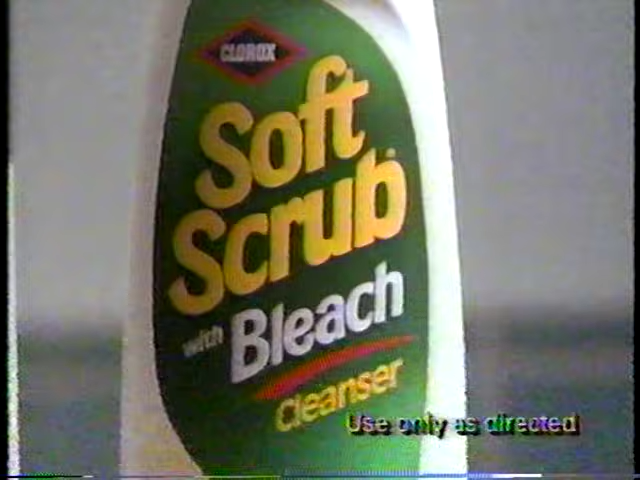 CLOROX
Soft
Scrub
with Bleach
cleanser
Use only as directed